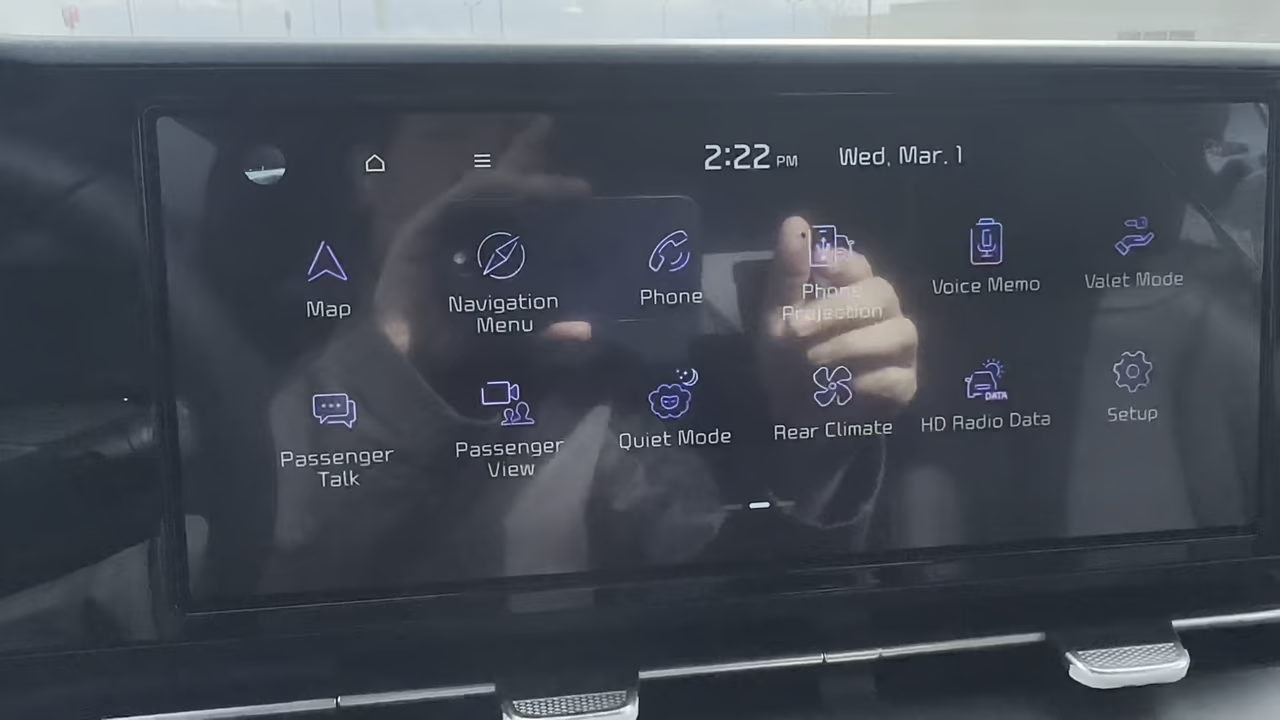 2:22 PM Wed, Mar. 1
Map
Navigation
Menu
Phone
Phone
Projection
Voice Memo
Valet Mode
Passenger
Talk
Passenger
View
Quiet Mode
Rear Climate
DATA
HD Radio Data
Setup